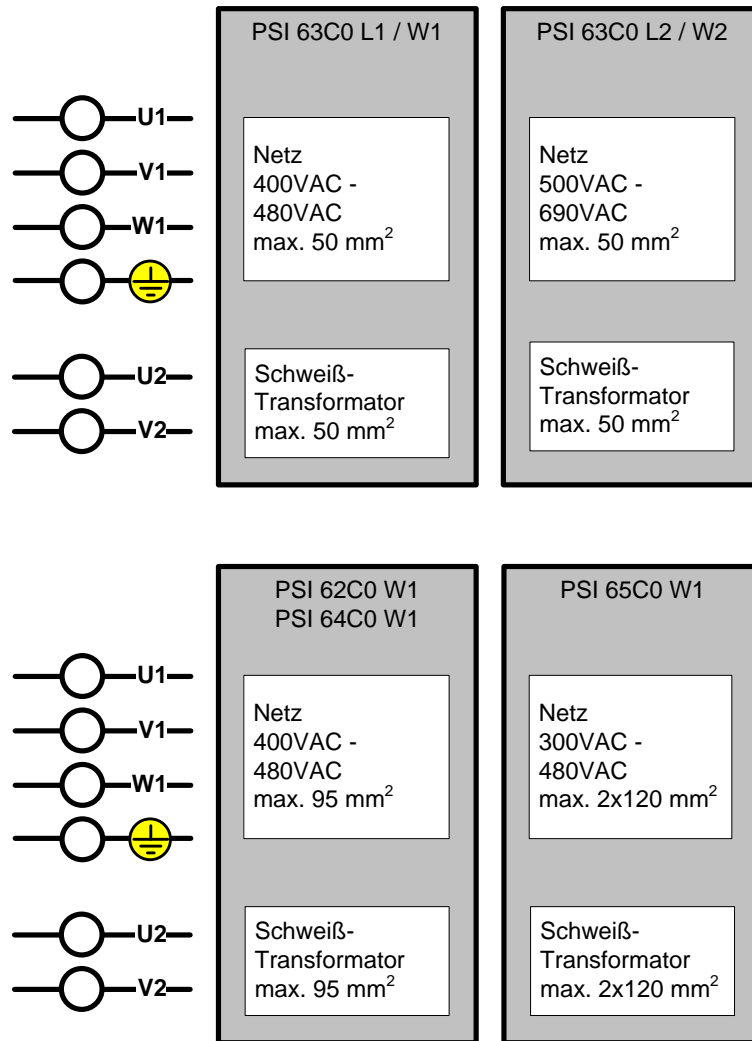 PSI 63C0 L1 / W1
PSI 63C0 L2 / W2
U1
V1
W1
U2
V2
Netz
400VAC -
480VAC
max. 50 mm²
Netz
500VAC -
690VAC
max. 50 mm²
Schweiß-
Transformator
max. 50 mm²
Schweiß-
Transformator
max. 50 mm²
PSI 62C0 W1
PSI 64C0 W1
PSI 65C0 W1
U1
V1
W1
U2
V2
Netz
400VAC -
480VAC
max. 95 mm²
Netz
300VAC -
480VAC
max. 2x120 mm²
Schweiß-
Transformator
max. 95 mm²
Schweiß-
Transformator
max. 2x120 mm²